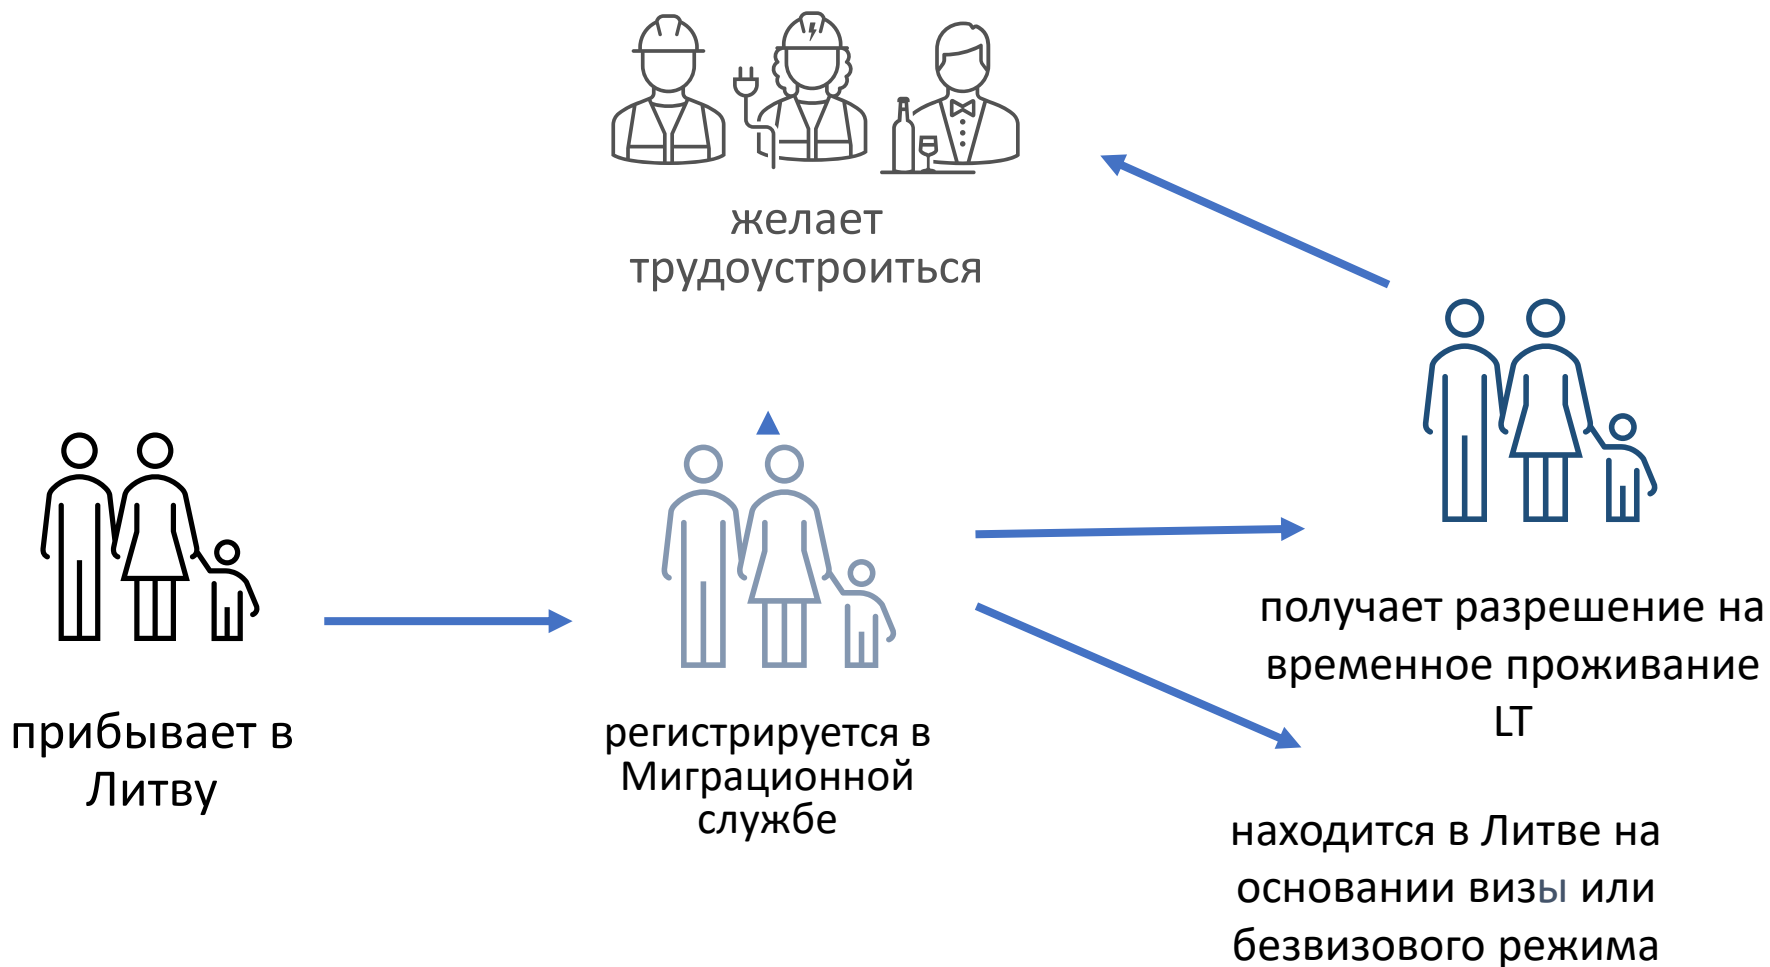 желает
трудоустроиться
прибывает в
Литву
регистрируется в
Миграционной
службе
получает разрешение на
временное проживание
LT
находится в Литве на
основании визы или
безвизового режима